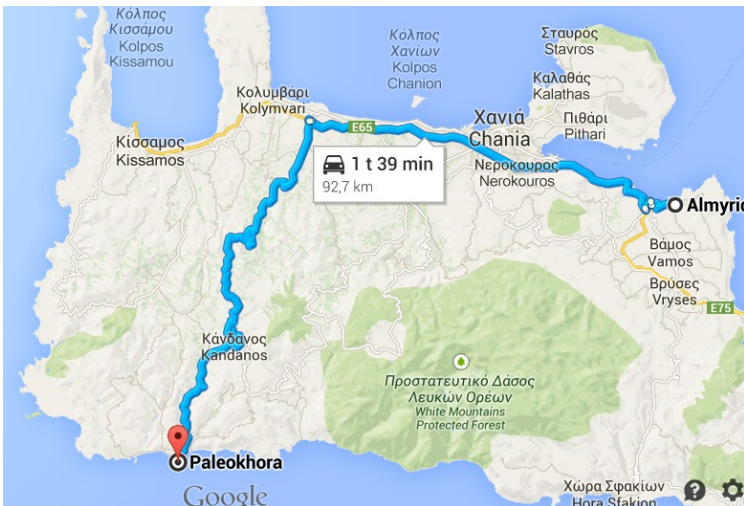 Κόλπος
Κισσάμου
Kolpos
Kissamou
Κόλπος
Χανίων
Kolpos
Chanion
Σταυρός
Stavros
Καλαθάς
Kalathas
Κολυμβάρι
Kolymvari
Χανιά
Chania
Πιθάρι
Pithari
E65
Κίσσαμος
Kissamos
1 t 39 min
92,7 km
Νεροκουρος
Nerokouros
Almyrid
Βάμος
Vamos
Βρύσες
Vryses
E75
Κάνδανος
Kandanos
Προστατευτικό Δάσος
Λευκών Ορέων
White Mountains
Protected Forest
Paleokhora
Google
Χώρα Σφακίων
Hora Sfakion
?